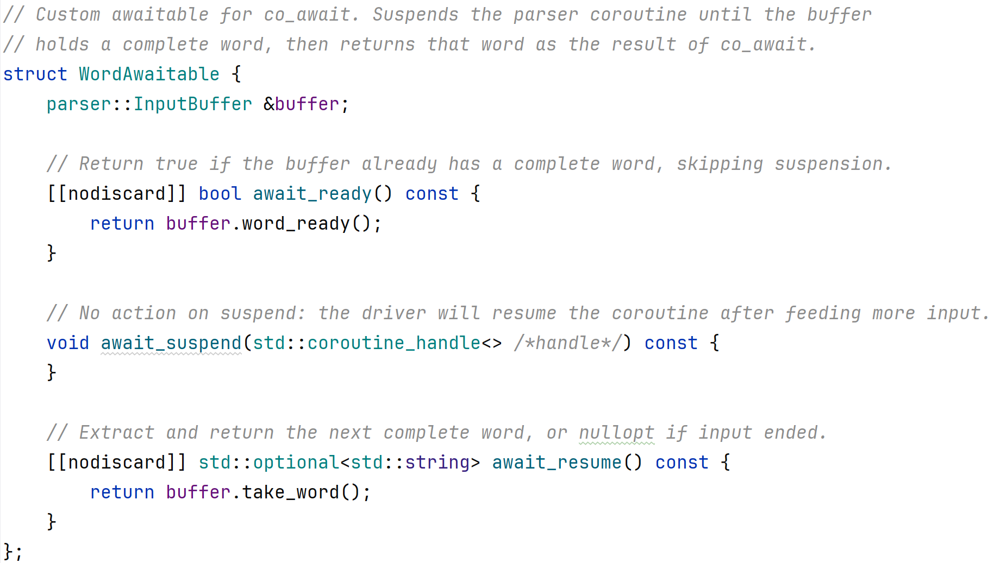 // Custom awaitable for co_await. Suspends the parser coroutine until the buffer
// holds a complete word, then returns that word as the result of co_await.
struct WordAwaitable {
    parser::InputBuffer &buffer;

    // Return true if the buffer already has a complete word, skipping suspension.
    [[nodiscard]] bool await_ready() const {
        return buffer.word_ready();
    }

    // No action on suspend: the driver will resume the coroutine after feeding more input.
    void await_suspend(std::coroutine_handle<> /*handle*/) const {
    }

    // Extract and return the next complete word, or nullopt if input ended.
    [[nodiscard]] std::optional<std::string> await_resume() const {
        return buffer.take_word();
    }
};